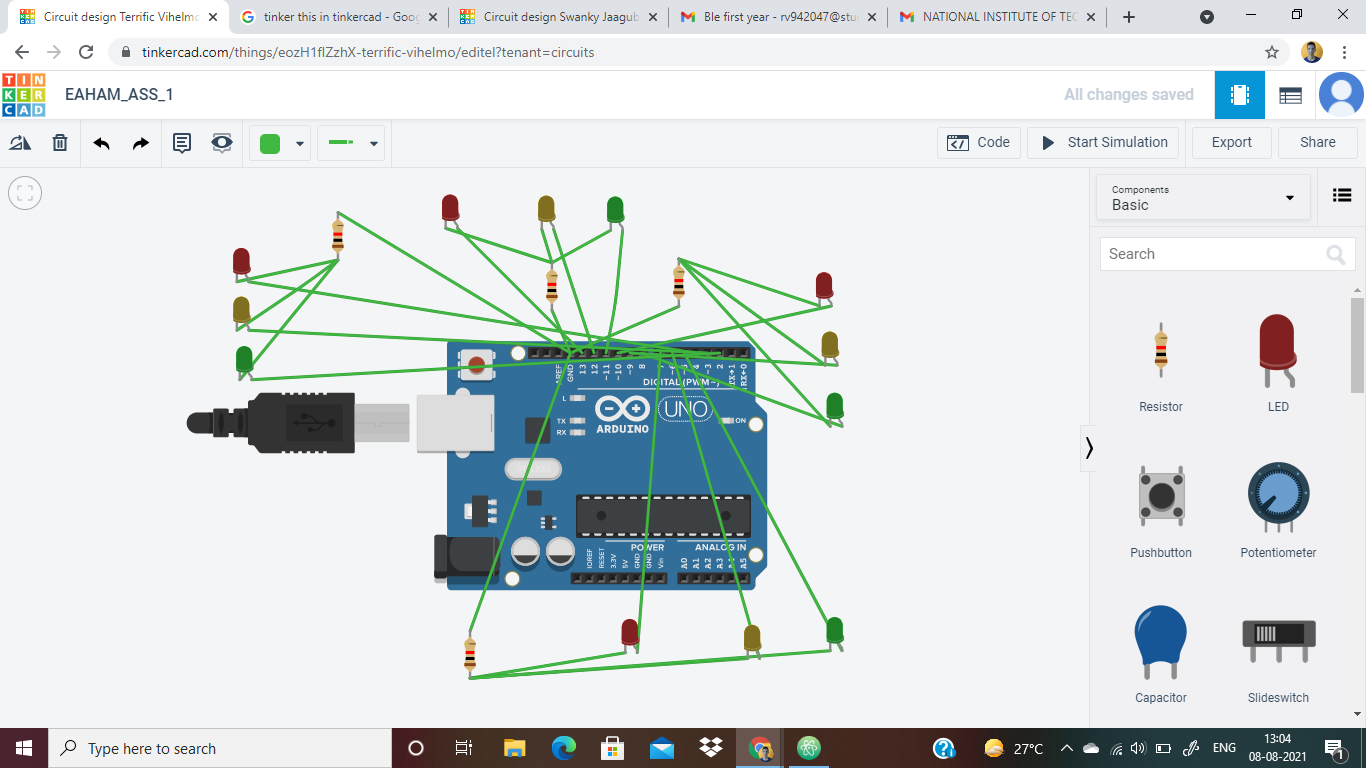 Circuit design Terrific Vihelmo
tinker this in tinkercad - Goog
Circuit design Swanky Jaagub
Ble first year - rv942047@stu
NATIONAL INSTITUTE OF TEC
tinkercad.com/things/eozH1flZzhX-terrific-vihelmo/editel?tenant=circuits
TIN
KER
CAD
EAHAM_ASS_1
All changes saved
Code
Start Simulation
Export
Share
Components
Basic
Search
Resistor
LED
Pushbutton
Potentiometer
Capacitor
Slideswitch
AREF
GND
13
12
~11
~10
~9
8
4
~3
2
TX→1
RX←0
DIGITAL (PWM~)
L
TX
RX
UNO
ARDUINO
ON
POWER
ANALOG IN
IOREF
RESET
3.3V
5V
GND
GND
Vin
A0
A1
A2
A3
A4
A5
Type here to search
27°C
ENG
13:04
08-08-2021
1